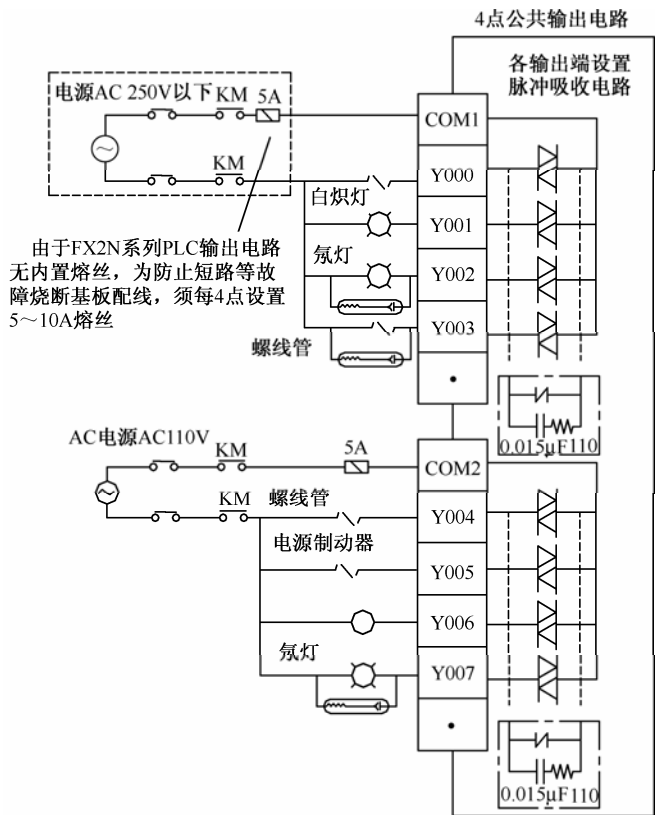 4点公共输出电路
各输出端设置
脉冲吸收电路
电源AC 250V以下
KM
5A
COM1
KM
Y000
白炽灯
Y001
由于FX2N系列PLC输出电路
无内置熔丝，为防止短路等故
障烧断基板配线，须每4点设置
5～10A熔丝
氖灯
Y002
Y003
螺线管
0.015μF110
AC电源AC110V
KM
5A
COM2
KM
螺线管
Y004
电源制动器
Y005
Y006
氖灯
Y007
0.015μF110